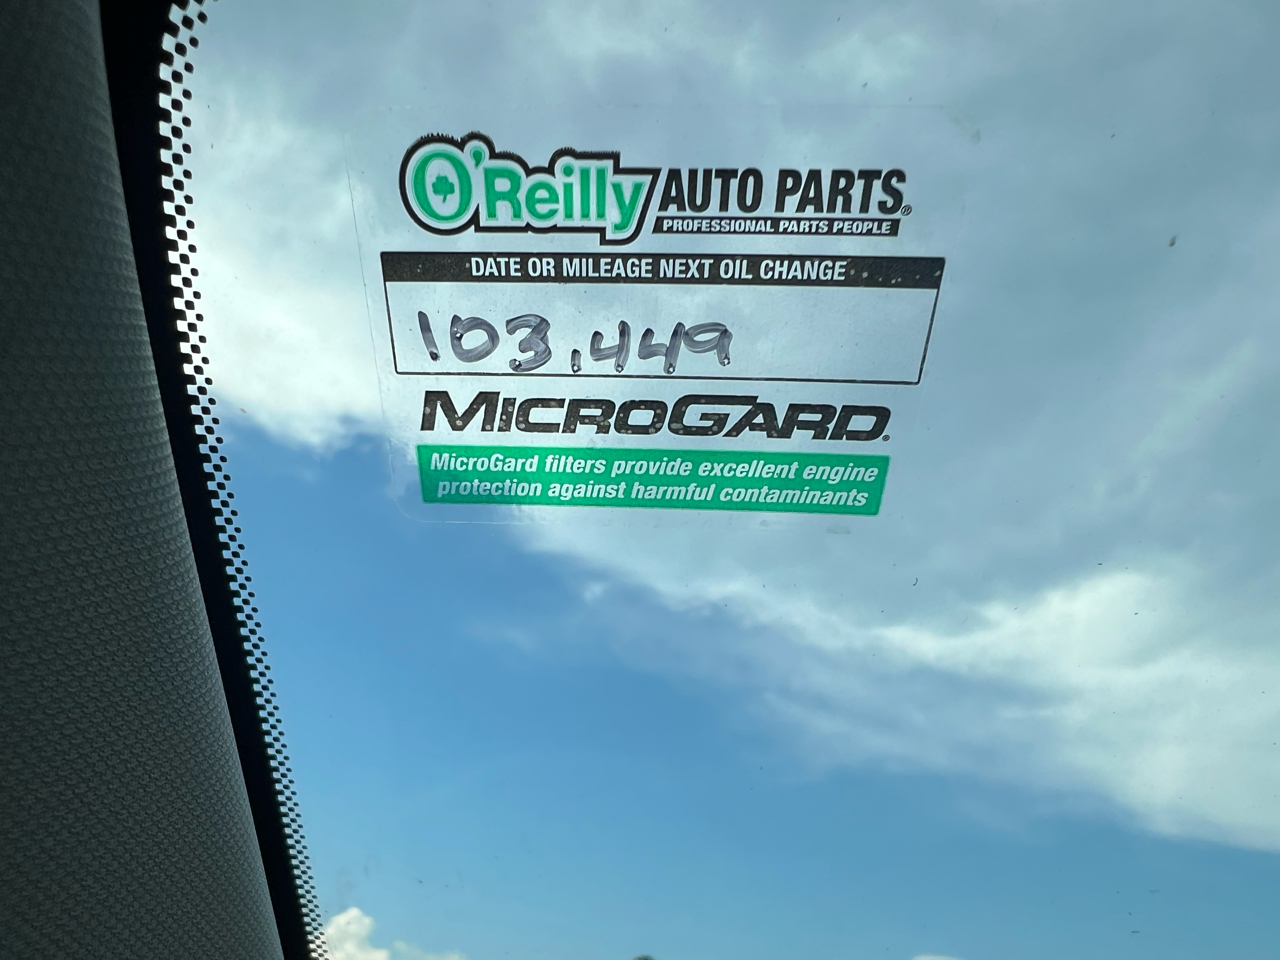 O'Reilly AUTO PARTS®
PROFESSIONAL PARTS PEOPLE
DATE OR MILEAGE NEXT OIL CHANGE
103,449
MICROGARD®
MicroGard filters provide excellent engine
protection against harmful contaminants